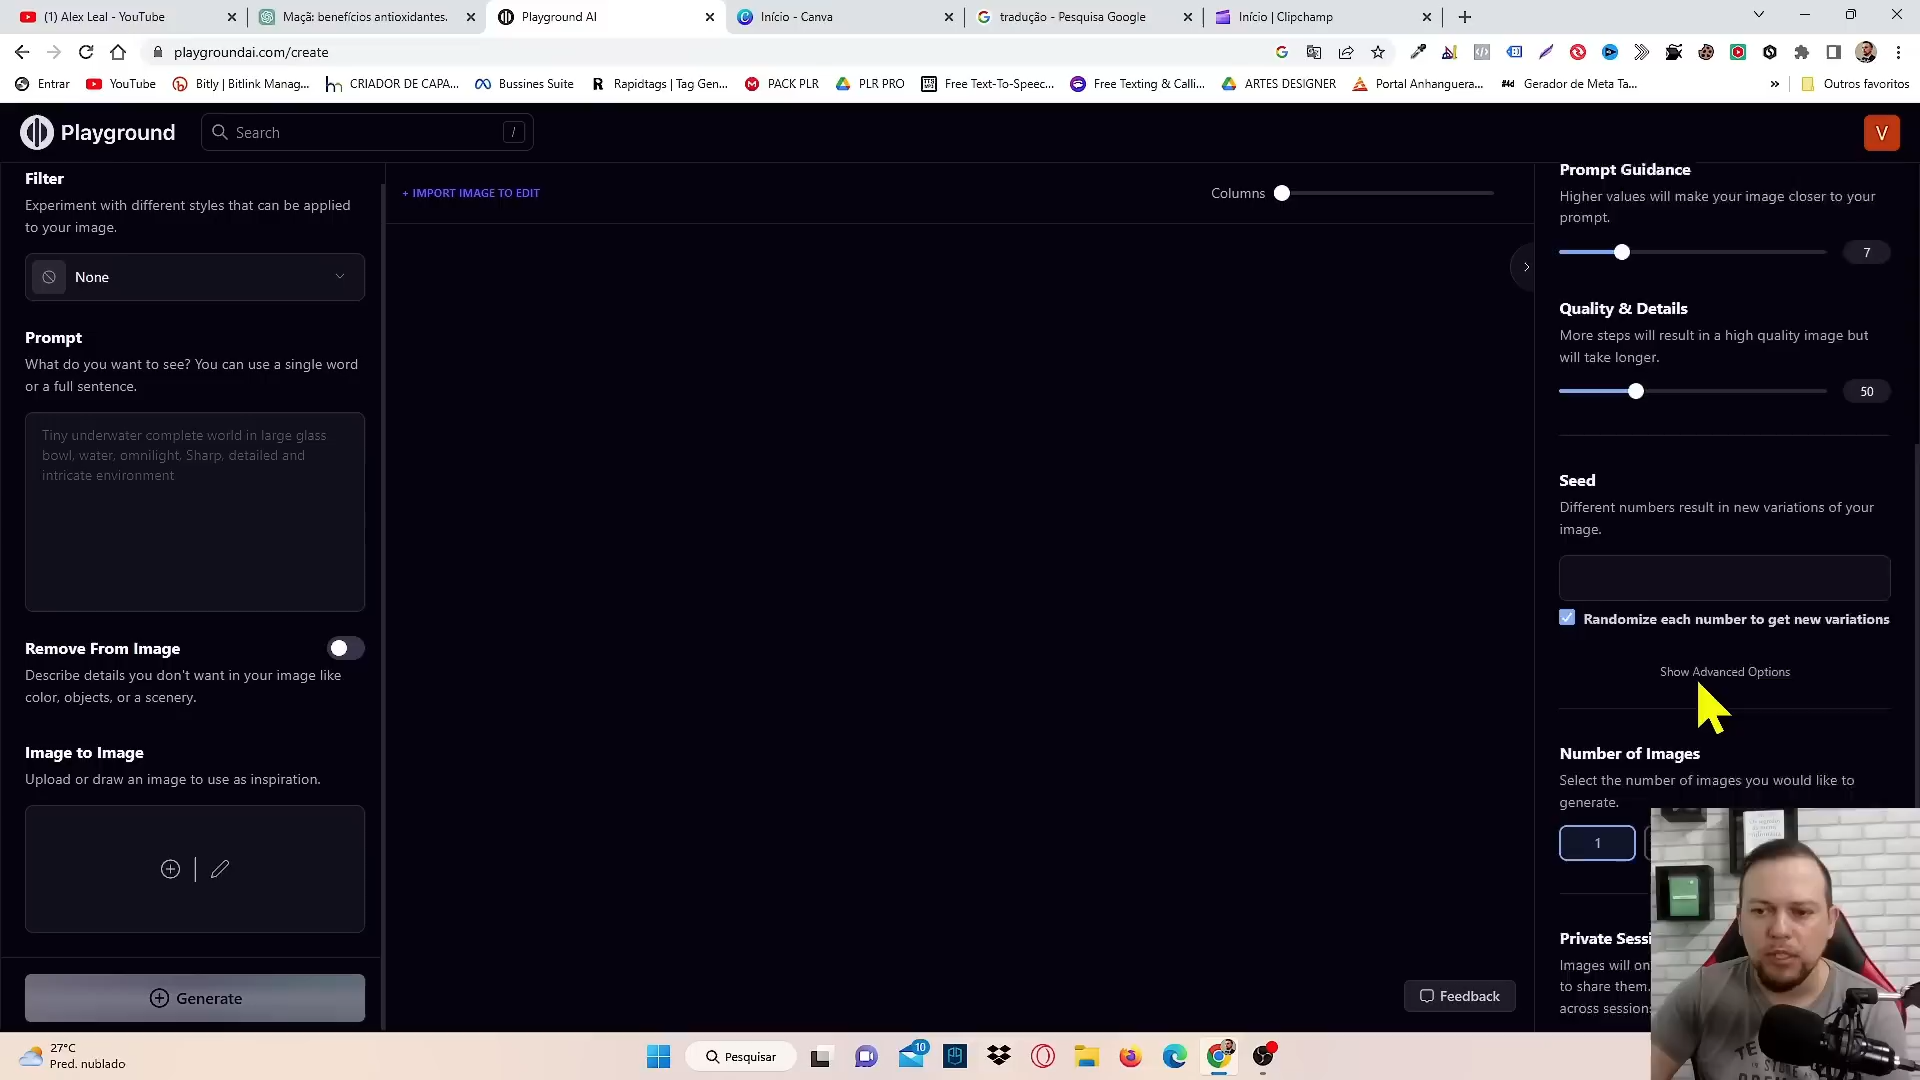 (1) Alex Leal - YouTube
Maçã: benefícios antioxidantes.
Playground AI
Início - Canva
tradução - Pesquisa Google
Início | Clipchamp
playgroundai.com/create
Entrar
YouTube
Bitly | Bitlink Manag...
CRIADOR DE CAPA...
Bussines Suite
Rapidtags | Tag Gen...
PACK PLR
PLR PRO
Free Text-To-Speec...
Free Texting & Calli...
ARTES DESIGNER
Portal Anhanguera...
Gerador de Meta Ta...
»
Outros favoritos
Playground
Search
/
V
Filter
Experiment with different styles that can be applied
to your image.
None
Prompt
What do you want to see? You can use a single word
or a full sentence.
Tiny underwater complete world in large glass
bowl, water, omnilight. Sharp, detailed and
intricate environment
Remove From Image
Describe details you don't want in your image like
color, objects, or a scenery.
Image to Image
Upload or draw an image to use as inspiration.
Generate
+ IMPORT IMAGE TO EDIT
Columns
Feedback
Prompt Guidance
Higher values will make your image closer to your
prompt.
7
Quality & Details
More steps will result in a high quality image but
will take longer.
50
Seed
Different numbers result in new variations of your
image.
Randomize each number to get new variations
Show Advanced Options
Number of Images
Select the number of images you would like to
generate.
1
Private Sessi
Images will on
to share them.
across session
27°C
Pred. nublado
Pesquisar
10